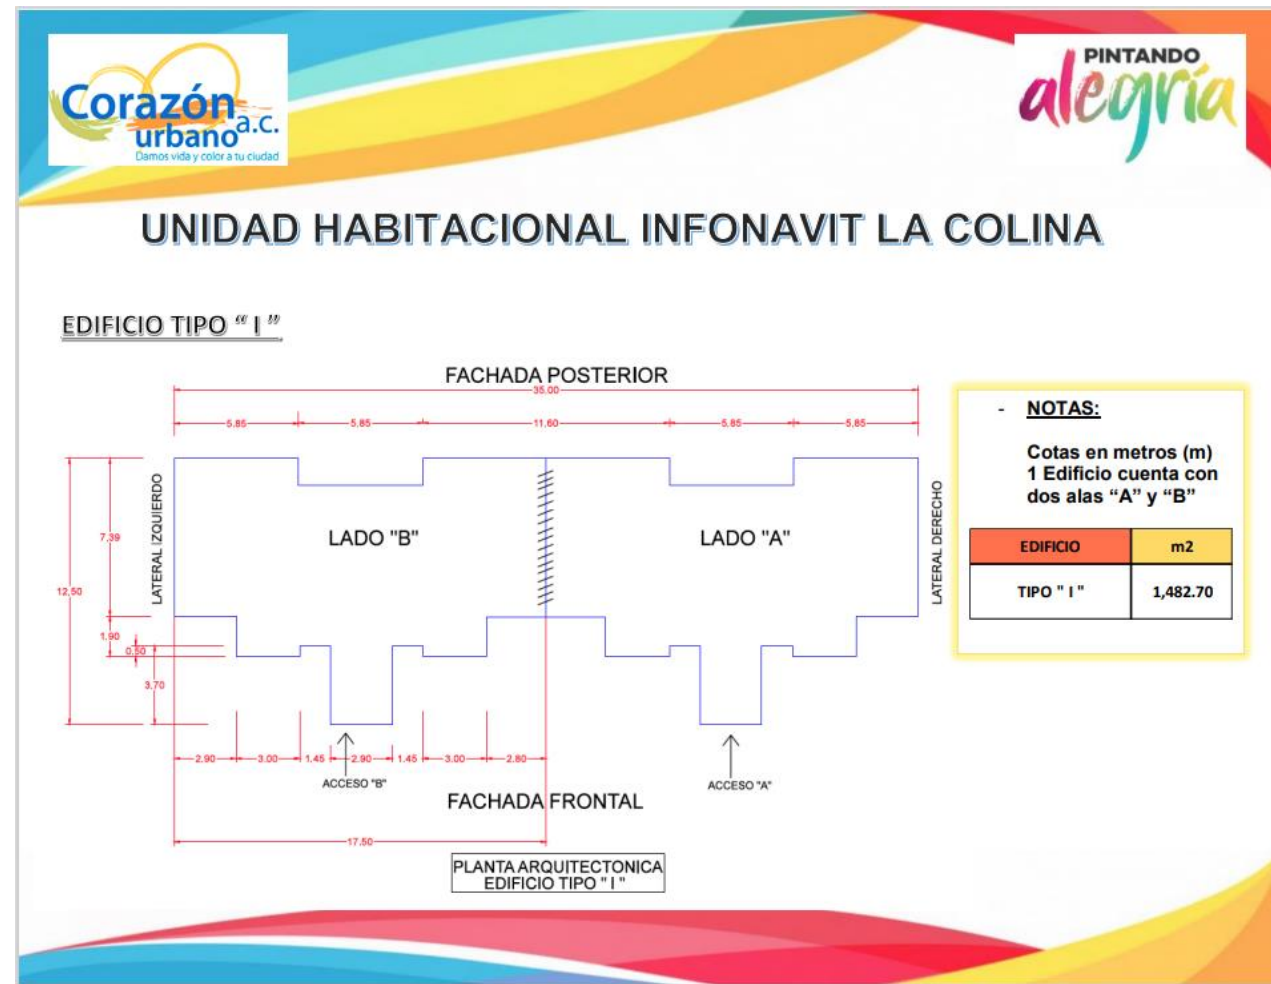 Corazón
urbano a.c.
Damos vida y color a tu ciudad
PINTANDO
alegría
UNIDAD HABITACIONAL INFONAVIT LA COLINA
EDIFICIO TIPO “ I ”
FACHADA POSTERIOR
35.00
5.85 5.85 11.60 5.85 5.85
LATERAL IZQUIERDO
LADO "B"
LADO "A"
LATERAL DERECHO
7.39
12.50
1.90
0.50
3.70
2.90 3.00 1.45 2.90 1.45 3.00 2.80
ACCESO "B"
ACCESO "A"
FACHADA FRONTAL
17.50
PLANTA ARQUITECTONICA
EDIFICIO TIPO " I "
- NOTAS:
Cotas en metros (m)
1 Edificio cuenta con
dos alas “A” y “B”
EDIFICIO m2
TIPO " I " 1,482.70